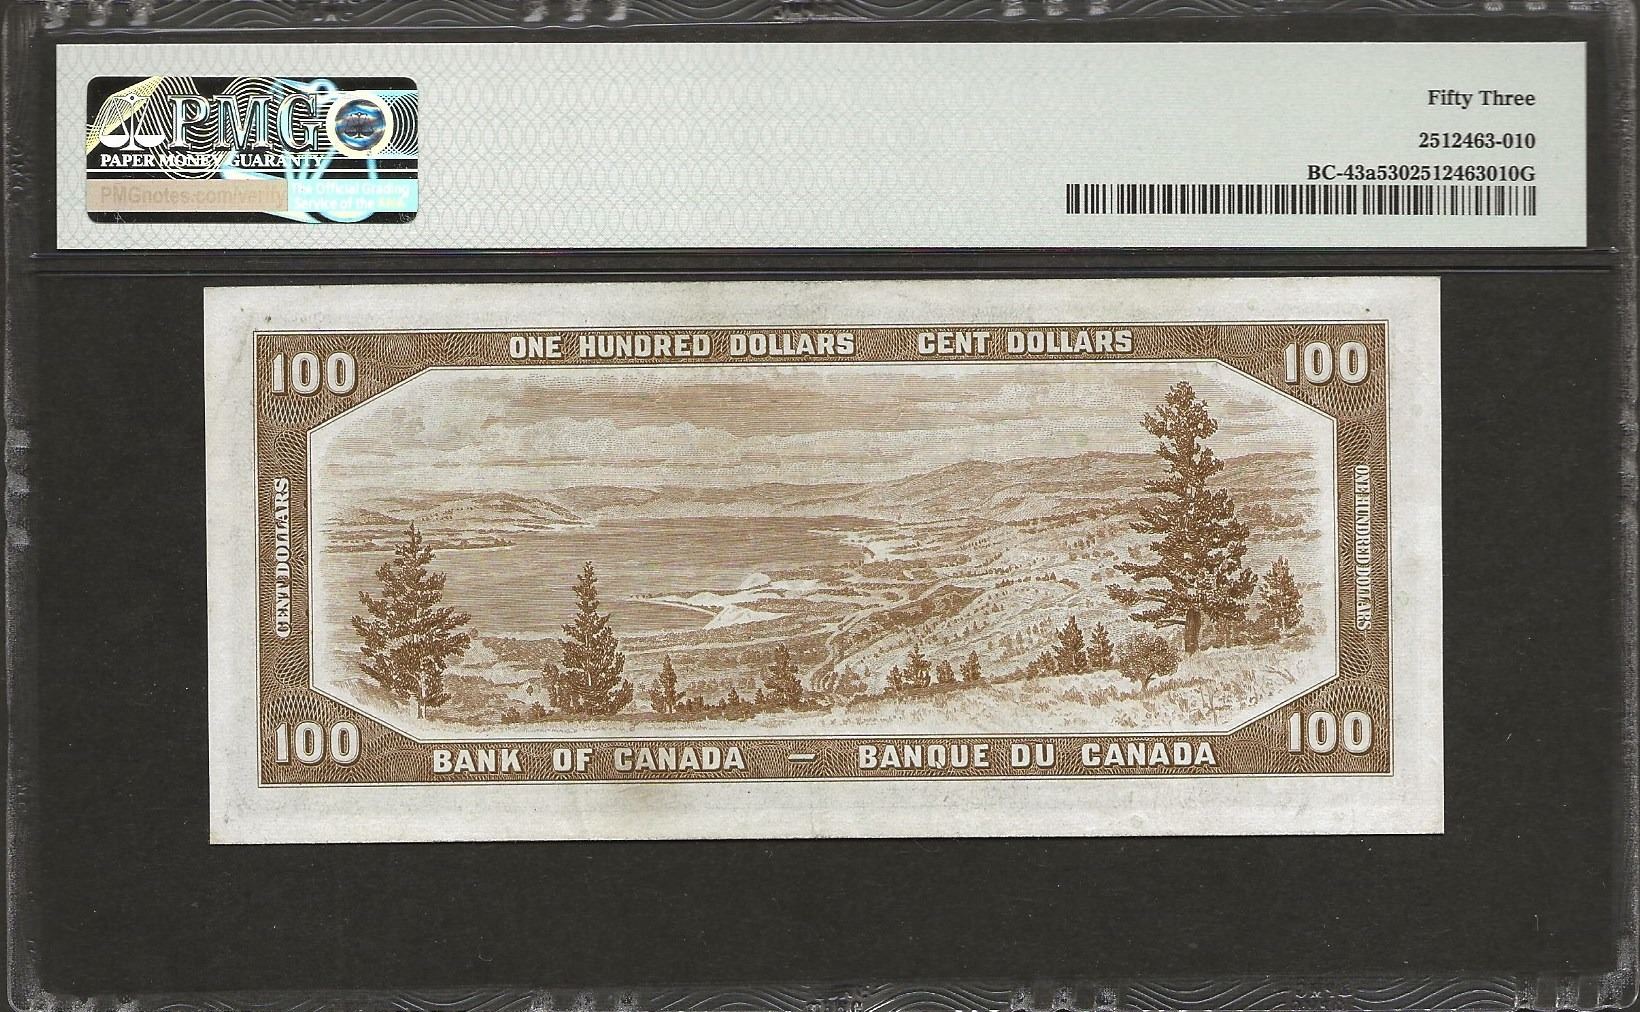 PMG
PAPER MONEY GUARANTY
PMGnotes.com/verify
The Official Grading
Service of the
Fifty Three
2512463-010
BC-43a5302512463010G
ONE HUNDRED DOLLARS CENT DOLLARS
100
100
CENT DOLLARS
ONE HUNDRED DOLLARS
100
100
BANK OF CANADA — BANQUE DU CANADA